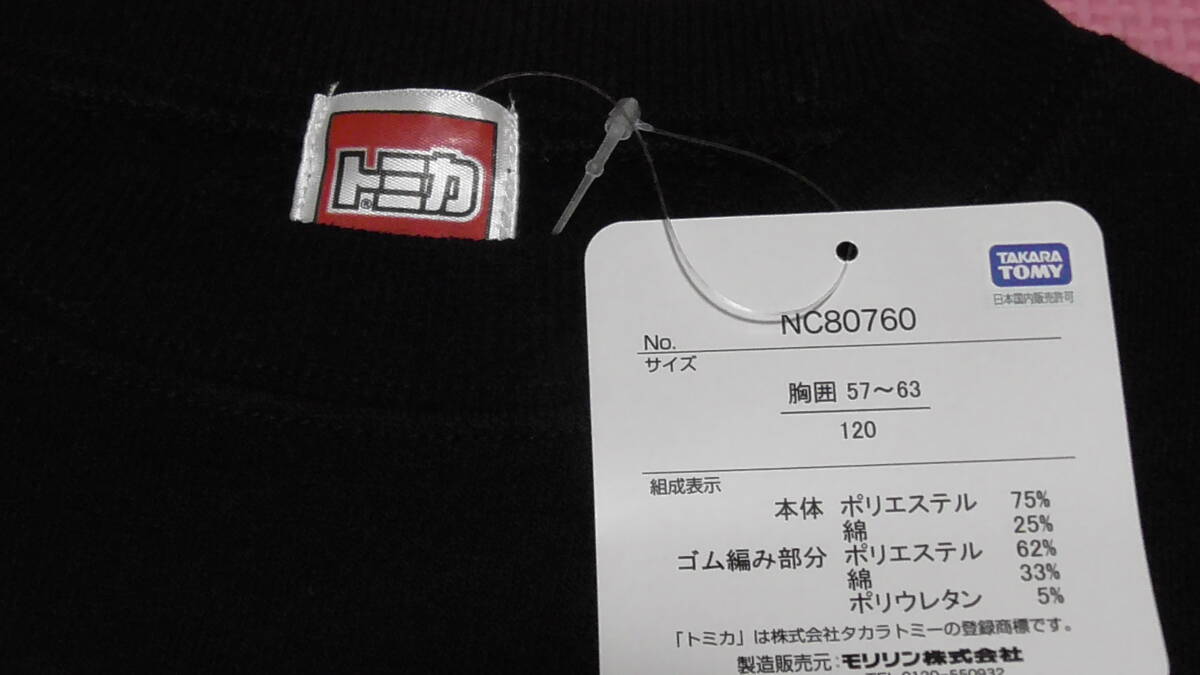 トミカ®
TAKARA
TOMY
日本国内販売許可
No. NC80760
サイズ
胸囲 57～63
120
組成表示
本体 ポリエステル 75%
綿 25%
ゴム編み部分 ポリエステル 62%
綿 33%
ポリウレタン 5%
「トミカ」は株式会社タカラトミーの登録商標です。
製造販売元:モリリン株式会社
TEL 0120-550932